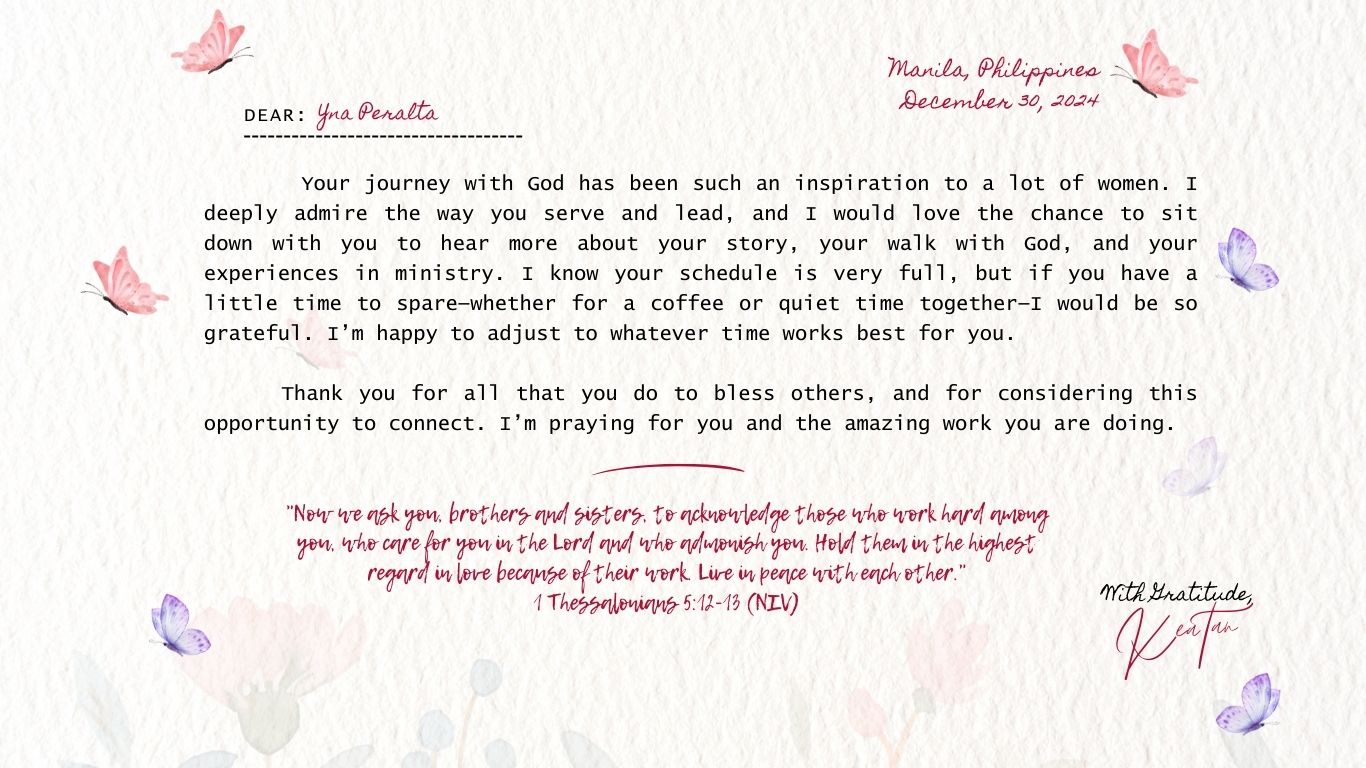 Manila, Philippines
December 30, 2024
DEAR: Yna Peralta
---------------------------------
Your journey with God has been such an inspiration to a lot of women. I
deeply admire the way you serve and lead, and I would love the chance to sit
down with you to hear more about your story, your walk with God, and your
experiences in ministry. I know your schedule is very full, but if you have a
little time to spare—whether for a coffee or quiet time together—I would be so
grateful. I’m happy to adjust to whatever time works best for you.
Thank you for all that you do to bless others, and for considering this
opportunity to connect. I’m praying for you and the amazing work you are doing.
"Now we ask you, brothers and sisters, to acknowledge those who work hard among
you, who care for you in the Lord and who admonish you. Hold them in the highest
regard in love because of their work. Live in peace with each other."
1 Thessalonians 5:12-13 (NIV)
With Gratitude,
Kea Tan